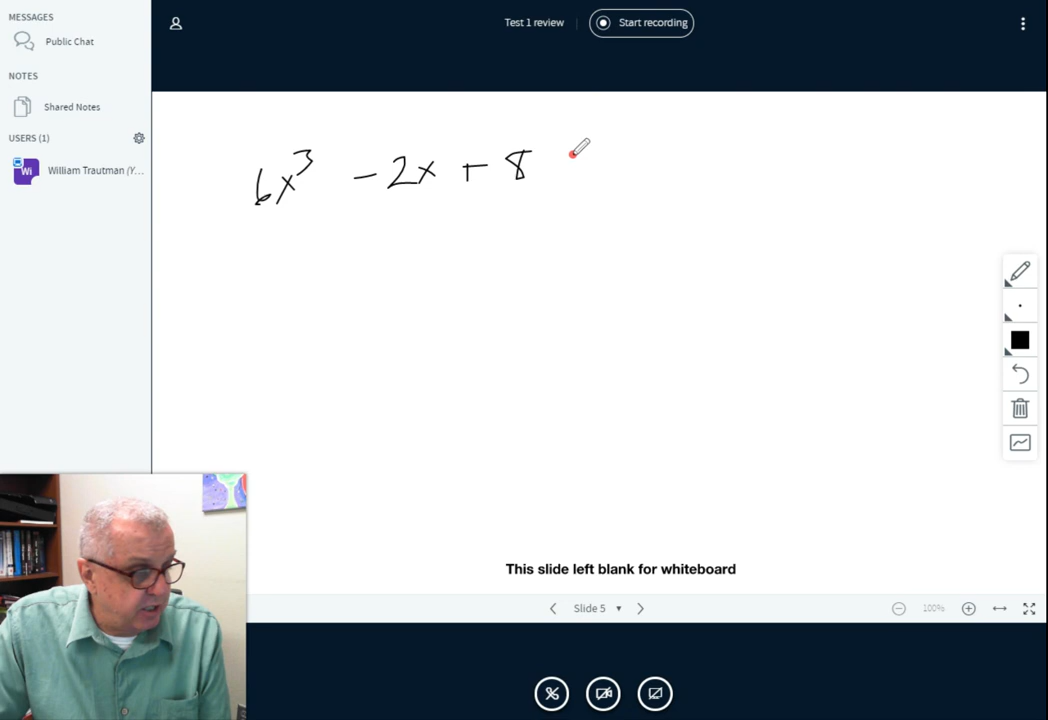 MESSAGES
Public Chat
NOTES
Shared Notes
USERS (1)
Wi
William Trautman (Y...
Test 1 review
Start recording
6x³ - 2x + 8
This slide left blank for whiteboard
Slide 5
100%